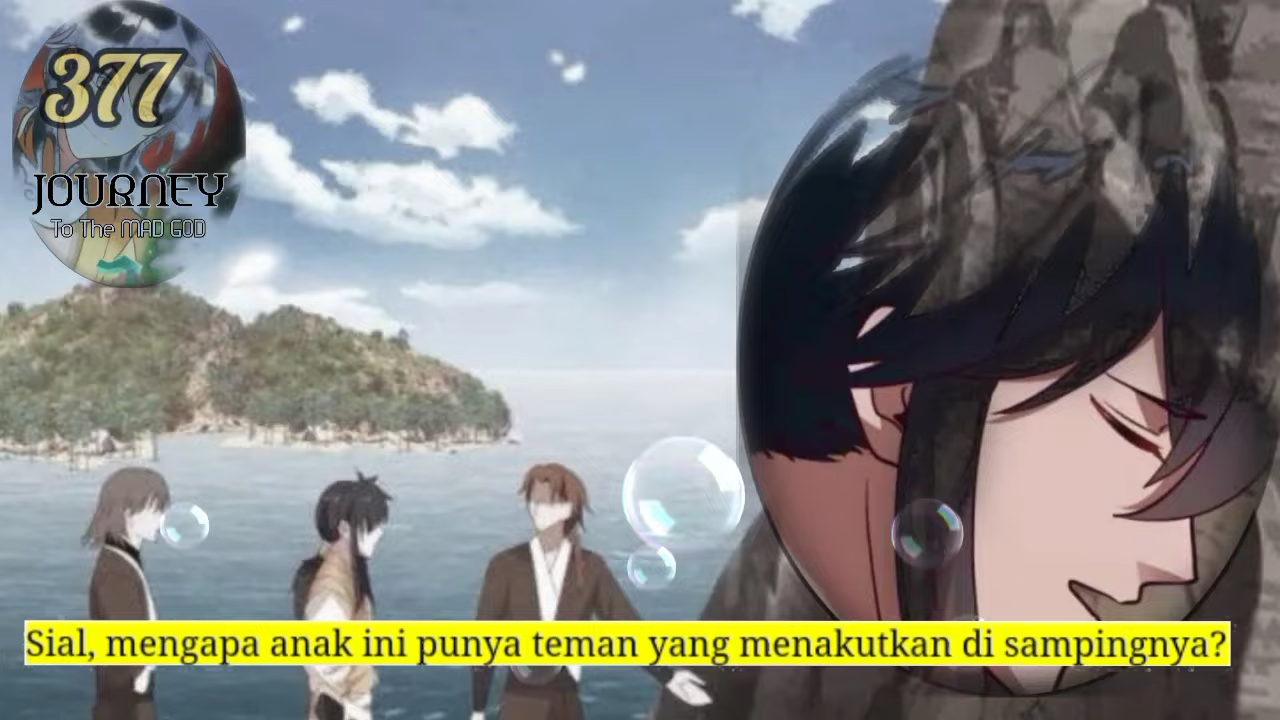 377
JOURNEY
To The MAD GOD
Sial, mengapa anak ini punya teman yang menakutkan di sampingnya?